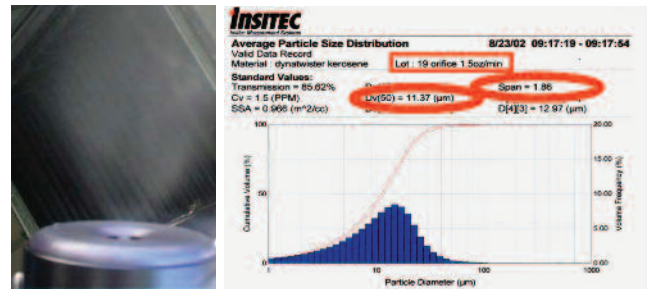 INSITEC
Average Particle Size Distribution 8/23/02 09:17:19 - 09:17:54
Valid Data Record
Material : dynatwister kerosene Lot : 19 orifice 1.5oz/min
Standard Values:
Transmission = 85.62% Span = 1.86
Cv = 1.5 (PPM) Dv(50) = 11.37 (µm)
SSA = 0.966 (m^2/cc) D[4][3] = 12.97 (µm)
100 20.00
15.00
50 10.00
5.00
0 0.00
Cumulative Volume (%)
Volume Frequency (%)
1 10 100 1000
Particle Diameter (µm)